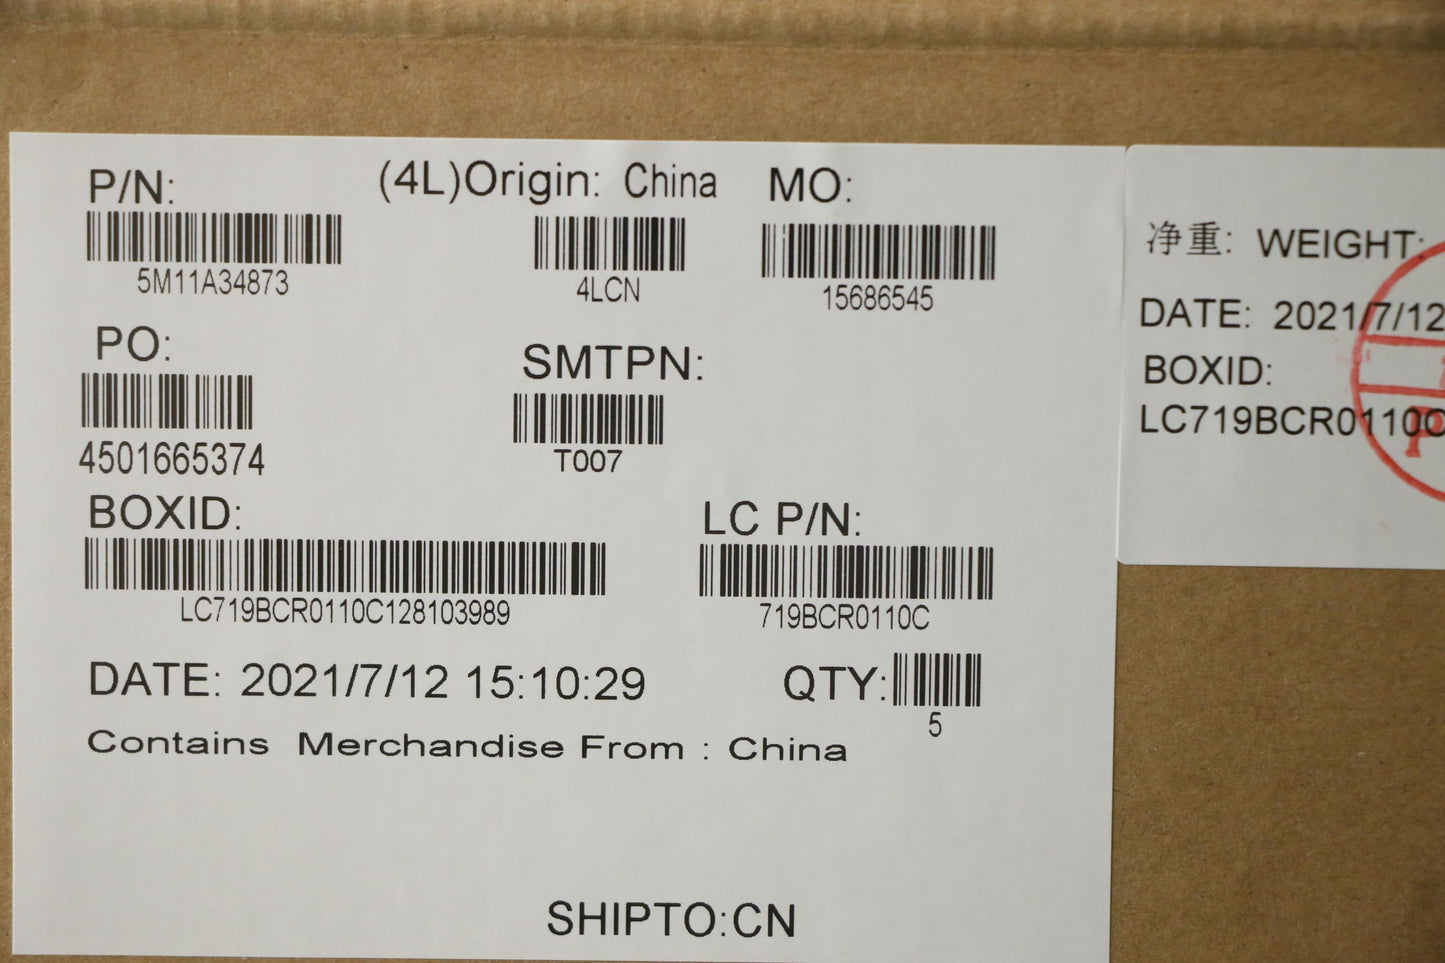 P/N:
5M11A34873
(4L)Origin: China
4LCN
MO:
15686545
PO:
4501665374
SMTPN:
T007
BOXID:
LC719BCR0110C128103989
LC P/N:
719BCR0110C
DATE: 2021/7/12 15:10:29
QTY:
5
Contains Merchandise From : China
SHIPTO:CN
净重: WEIGHT:
DATE: 2021/7/12
BOXID:
LC719BCR0110C
P